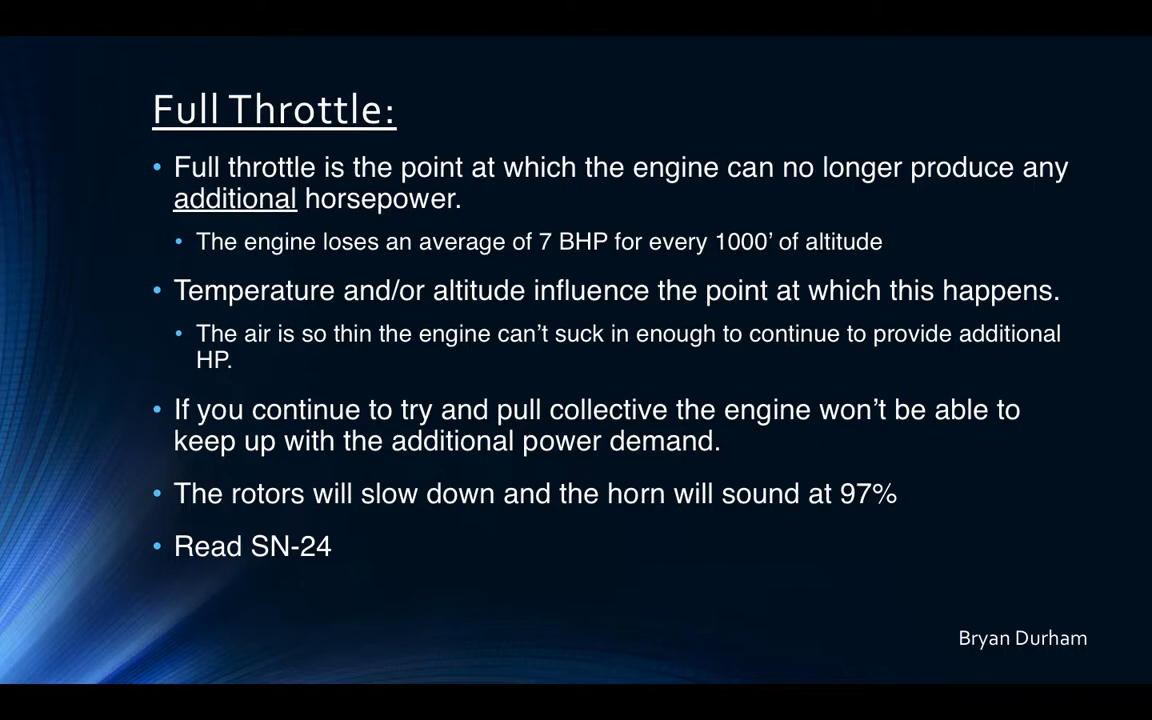 Full Throttle:
• Full throttle is the point at which the engine can no longer produce any
additional horsepower.
• The engine loses an average of 7 BHP for every 1000’ of altitude
• Temperature and/or altitude influence the point at which this happens.
• The air is so thin the engine can’t suck in enough to continue to provide additional
HP.
• If you continue to try and pull collective the engine won’t be able to
keep up with the additional power demand.
• The rotors will slow down and the horn will sound at 97%
• Read SN-24
Bryan Durham